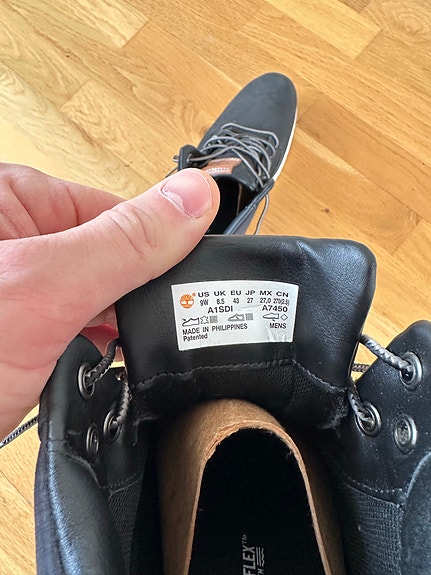 US UK EU JP MX CN
9W 8.5 43 27 27,0 270(2.5)
A1SDI A7450
MADE IN PHILIPPINES MENS
Patented
FLEX™